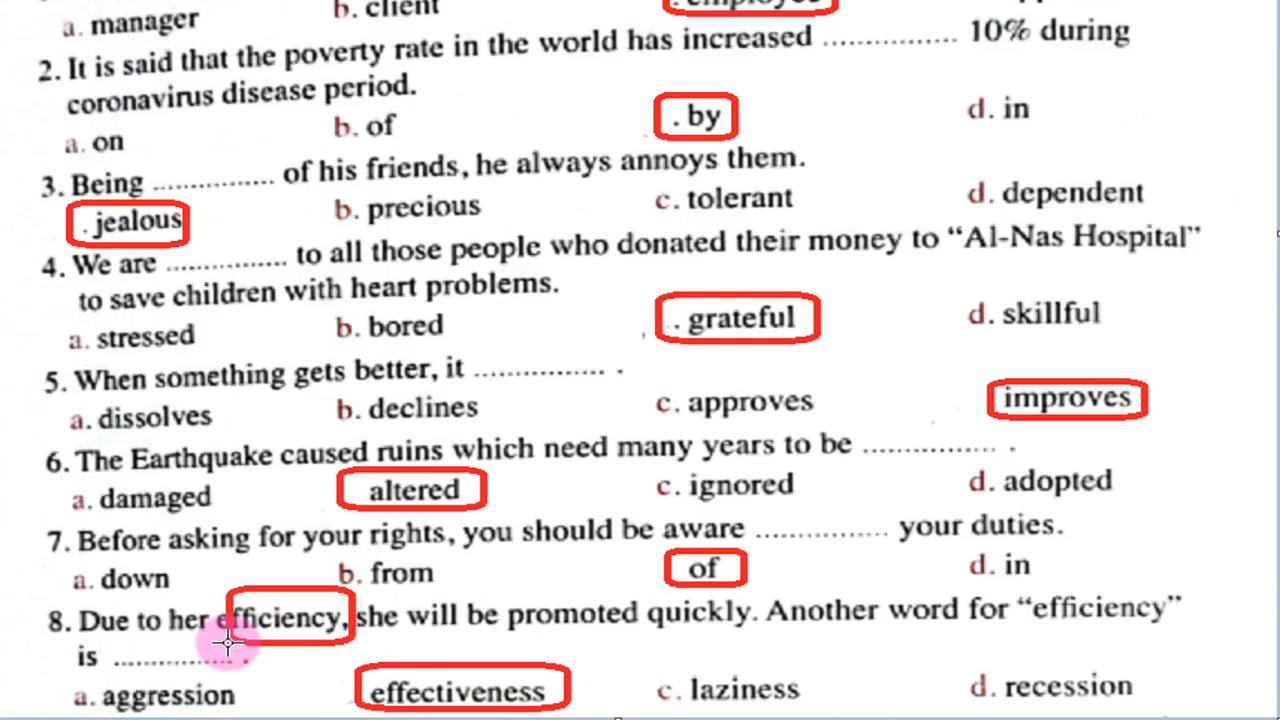 a. manager b. client . employee
2. It is said that the poverty rate in the world has increased ................ 10% during
coronavirus disease period.
a. on b. of . by d. in
3. Being ................ of his friends, he always annoys them.
. jealous b. precious c. tolerant d. dependent
4. We are ................ to all those people who donated their money to “Al-Nas Hospital”
to save children with heart problems.
a. stressed b. bored . grateful d. skillful
5. When something gets better, it ................ .
a. dissolves b. declines c. approves improves
6. The Earthquake caused ruins which need many years to be ................ .
a. damaged altered c. ignored d. adopted
7. Before asking for your rights, you should be aware ................ your duties.
a. down b. from of d. in
8. Due to her efficiency, she will be promoted quickly. Another word for “efficiency”
is ................ .
a. aggression effectiveness c. laziness d. recession